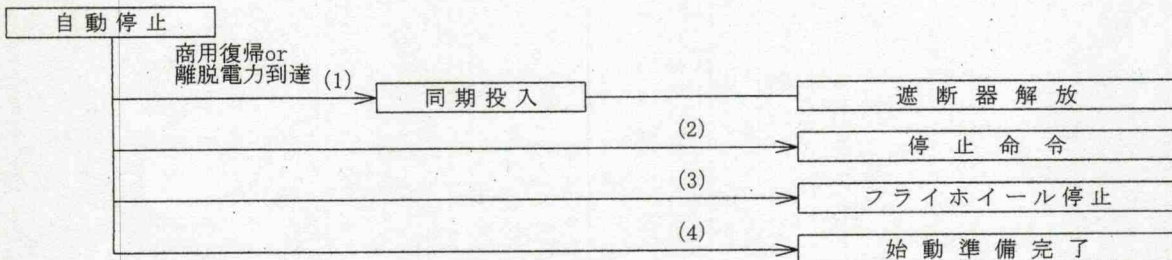 自動停止
商用復帰or
離脱電力到達
(1)
同期投入
遮断器解放
(2)
停止命令
(3)
フライホイール停止
(4)
始動準備完了